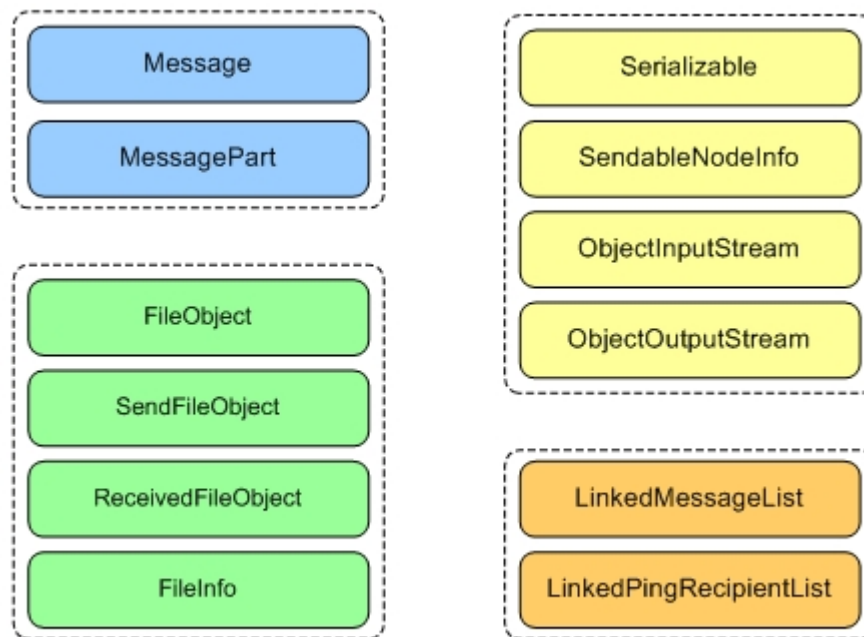 Message
MessagePart
FileObject
SendFileObject
ReceivedFileObject
FileInfo
Serializable
SendableNodeInfo
ObjectInputStream
ObjectOutputStream
LinkedMessageList
LinkedPingRecipientList